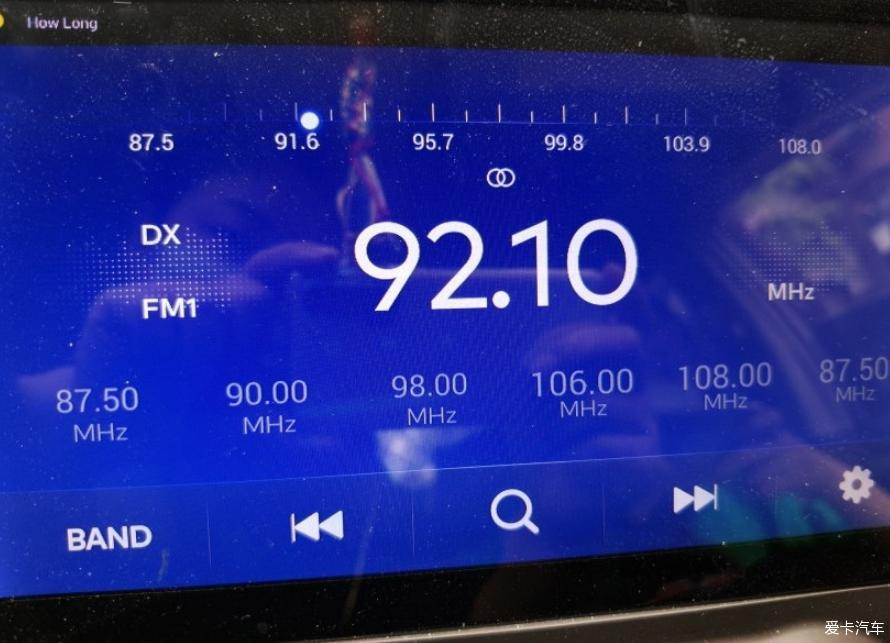 How Long
87.5 91.6 95.7 99.8 103.9 108.0
DX
92.10
FM1
MHz
87.50 90.00 98.00 106.00 108.00 87.50
MHz MHz MHz MHz MHz MHz
BAND
爱卡汽车